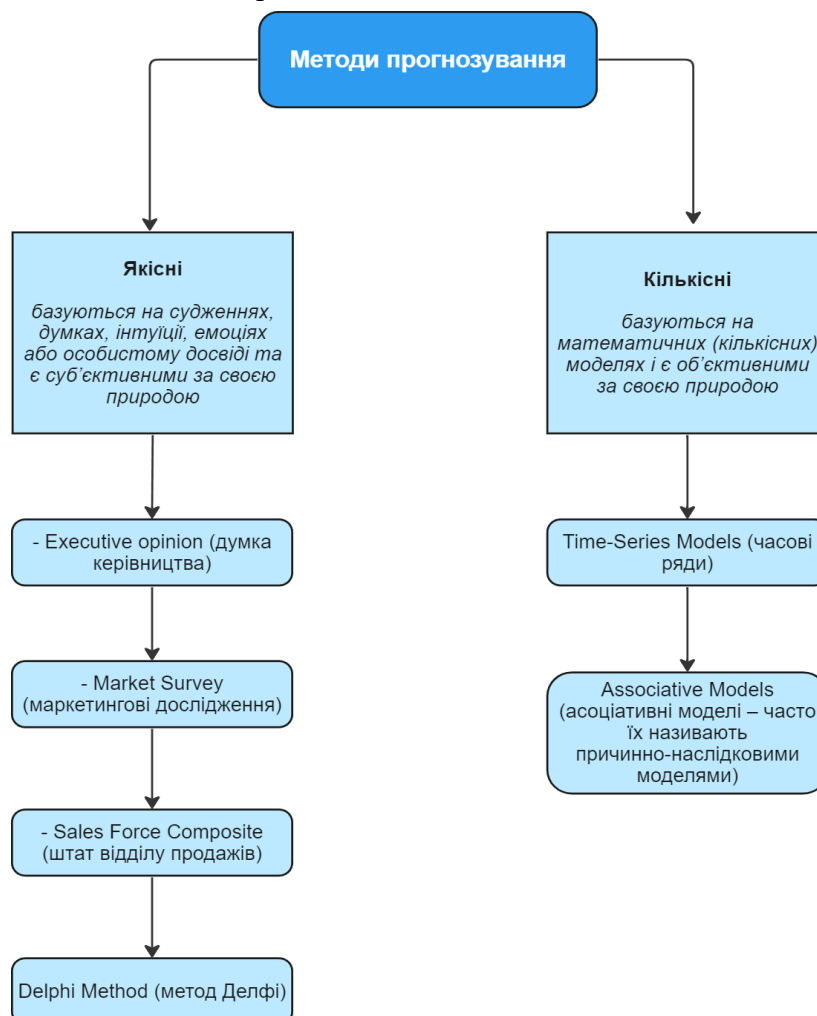 Методи прогнозування
Якісні
базуються на судженнях,
думках, інтуїції, емоціях
або особистому досвіді та
є суб’єктивними за своєю
природою
Кількісні
базуються на
математичних (кількісних)
моделях і є об’єктивними
за своєю природою
- Executive opinion (думка
керівництва)
- Market Survey
(маркетингові дослідження)
- Sales Force Composite
(штат відділу продажів)
Delphi Method (метод Делфі)
Time-Series Models (часові
ряди)
Associative Models
(асоціативні моделі – часто
їх називають
причинно-наслідковими
моделями)